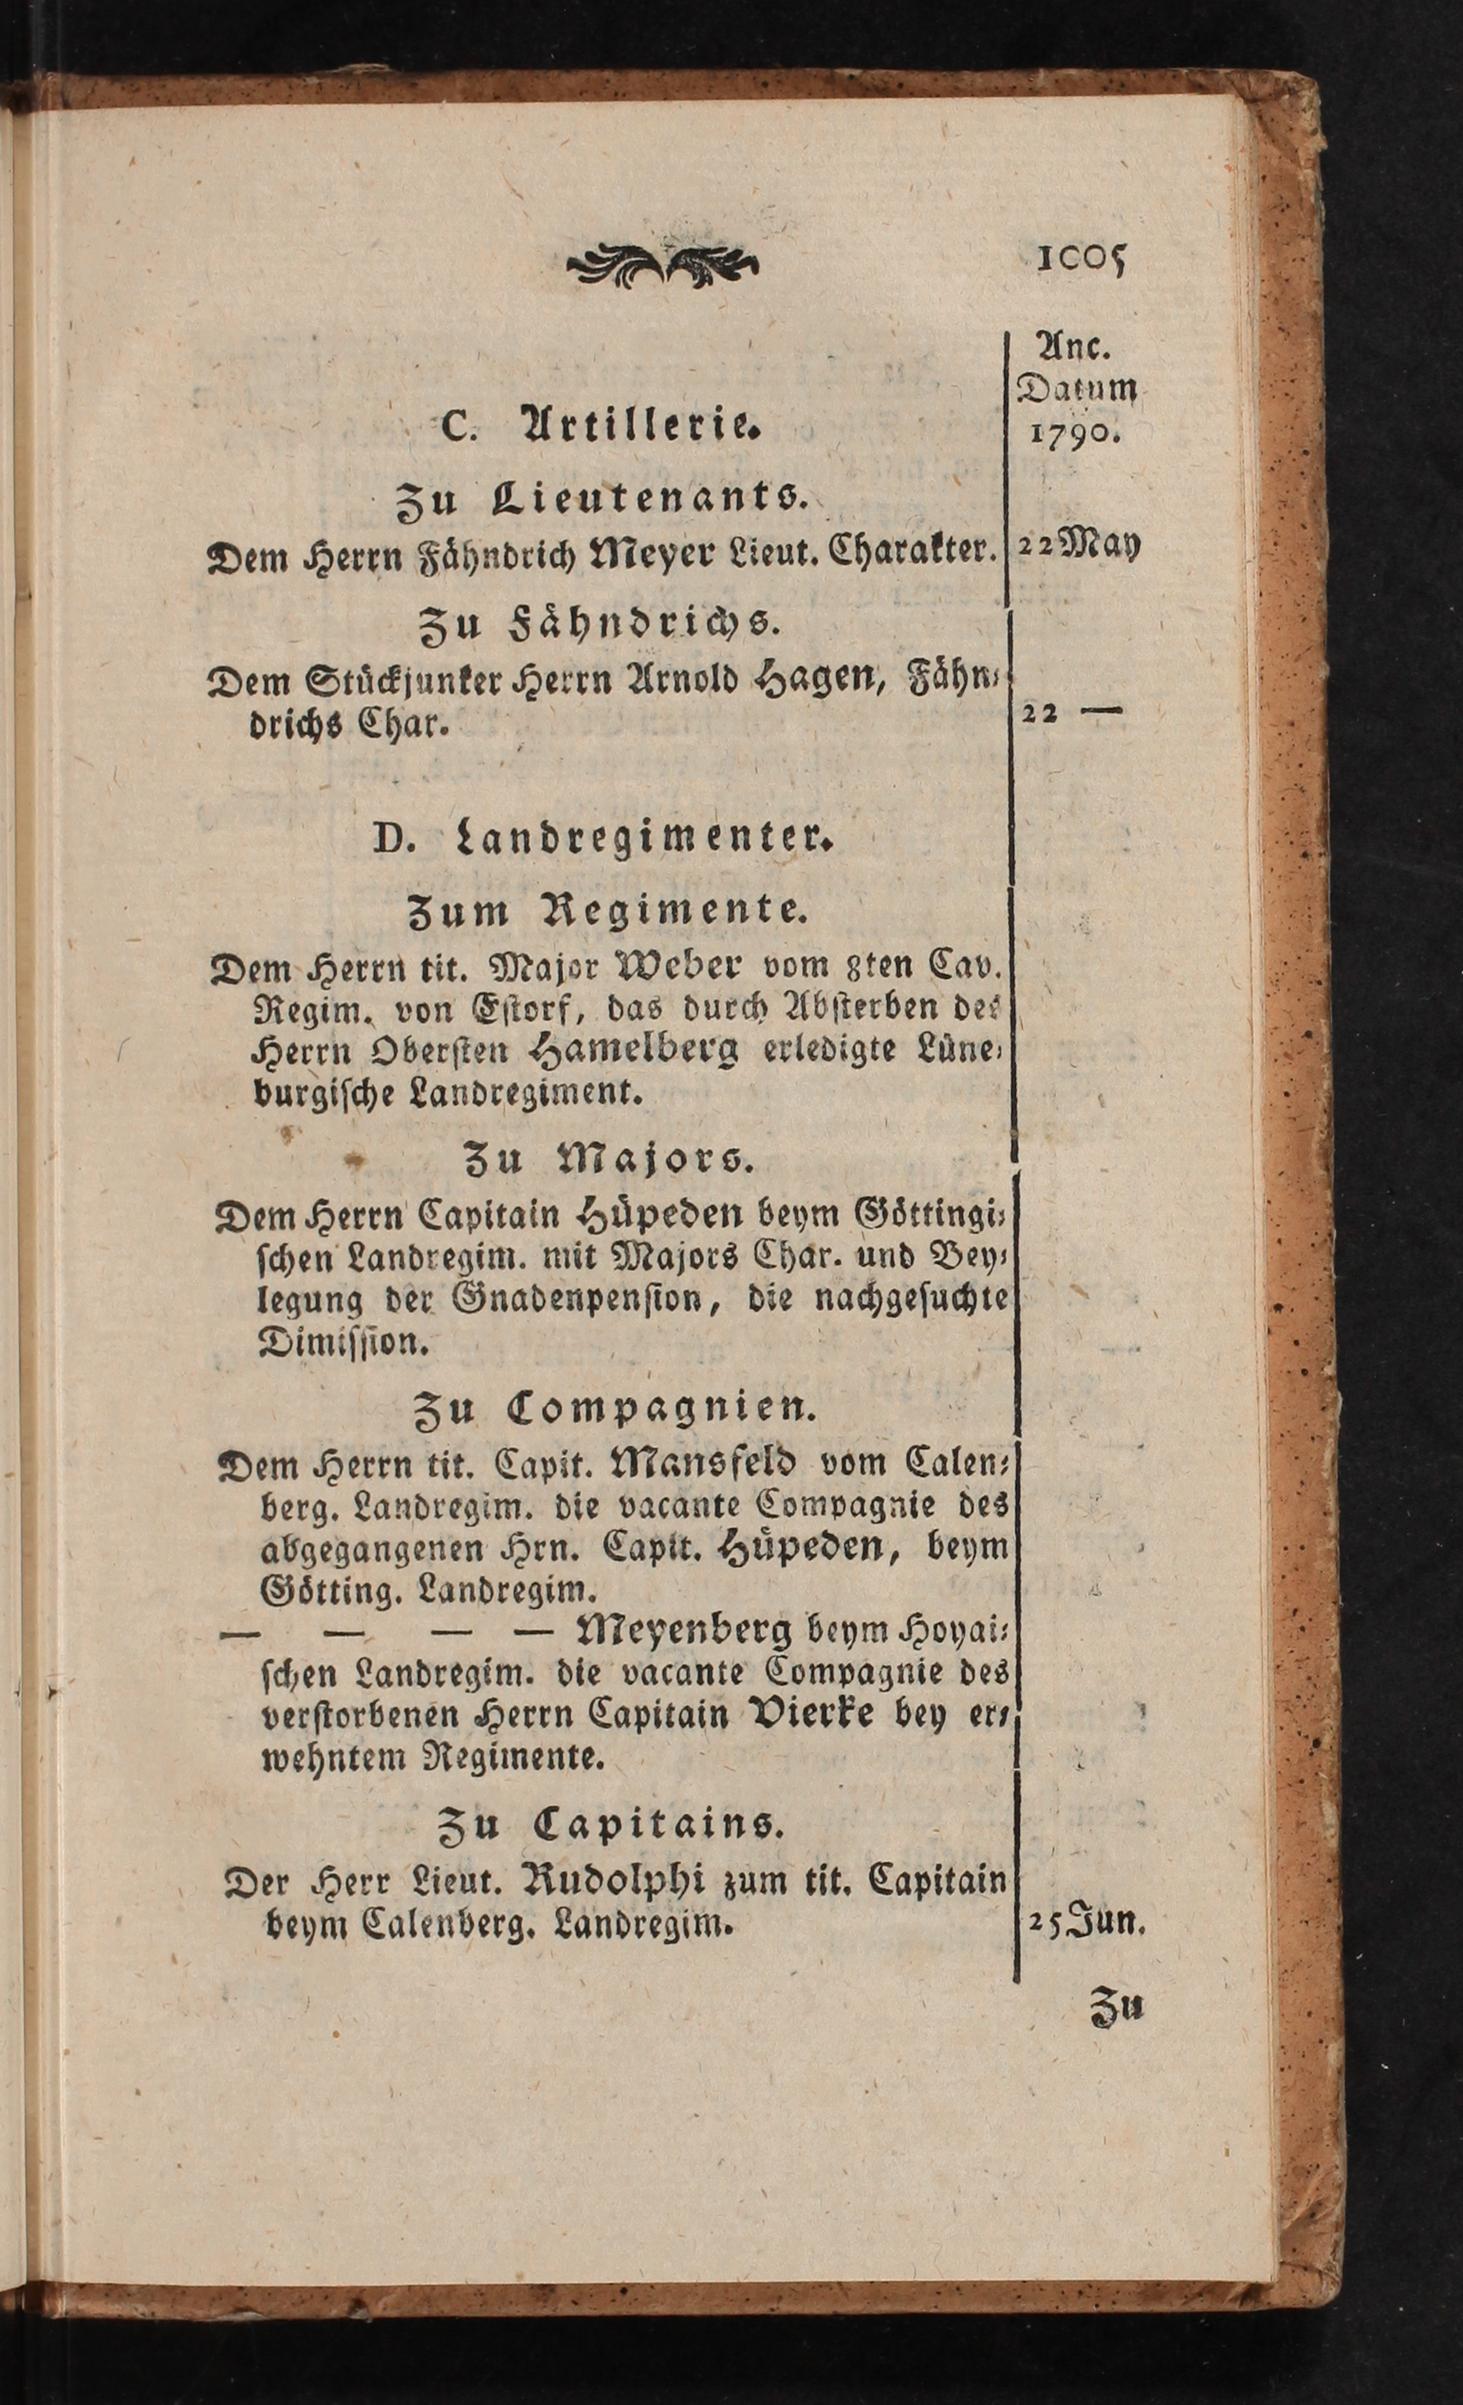 1005
Anc.
Datum
1790.
C. Artillerie.
Zu Lieutenants.
Dem Herrn Fähndrich Meyer Lieut. Charakter. 22 May
Zu Fähndrichs.
Dem Stückjunker Herrn Arnold Hagen, Fähn⸗
drichs Char. 22 —
D. Landregimenter.
Zum Regimente.
Dem Herrn tit. Major Weber vom 8ten Cav.
Regim. von Eſtorf, das durch Abſterben des
Herrn Oberſten Hamelberg erledigte Lüne⸗
burgiſche Landregiment.
Zu Majors.
Dem Herrn Capitain Hüpeden beym Göttingi⸗
ſchen Landregim. mit Majors Char. und Bey⸗
legung der Gnadenpenſion, die nachgeſuchte
Dimiſſion.
Zu Compagnien.
Dem Herrn tit. Capit. Mansfeld vom Calen⸗
berg. Landregim. die vacante Compagnie des
abgegangenen Hrn. Capit. Hüpeden, beym
Götting. Landregim.
— — — — Meyenberg beym Hoyai⸗
ſchen Landregim. die vacante Compagnie des
verſtorbenen Herrn Capitain Vierke bey er⸗
wehntem Regimente.
Zu Capitains.
Der Herr Lieut. Rudolphi zum tit. Capitain
beym Calenberg. Landregim. 25 Jun.
Zu